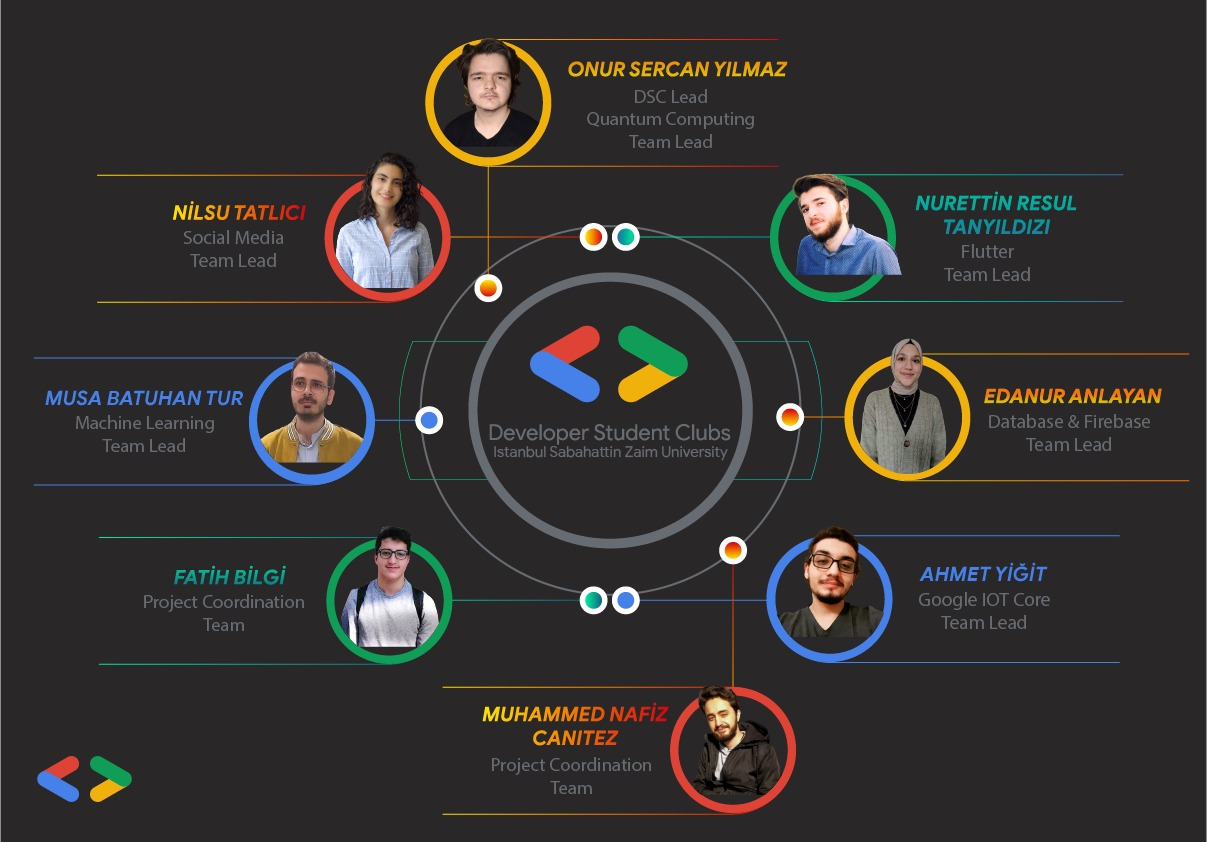 ONUR SERCAN YILMAZ
DSC Lead
Quantum Computing
Team Lead
NİLSU TATLICI
Social Media
Team Lead
NURETTİN RESUL
TANYILDIZI
Flutter
Team Lead
MUSA BATUHAN TUR
Machine Learning
Team Lead
Developer Student Clubs
Istanbul Sabahattin Zaim University
EDANUR ANLAYAN
Database & Firebase
Team Lead
FATİH BİLGİ
Project Coordination
Team
AHMET YİĞİT
Google IOT Core
Team Lead
MUHAMMED NAFİZ
CANITEZ
Project Coordination
Team